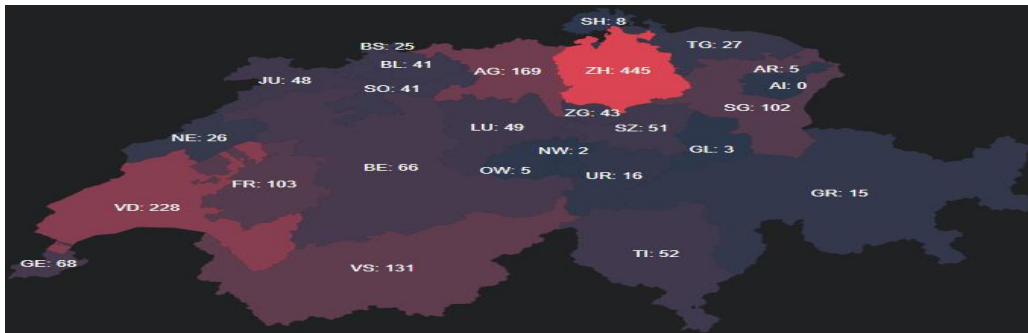 SH: 8
BS: 25
TG: 27
BL: 41
AG: 169
ZH: 445
AR: 5
JU: 48
SO: 41
AI: 0
SG: 102
ZG: 43
LU: 49
SZ: 51
NE: 26
NW: 2
GL: 3
BE: 66
OW: 5
UR: 16
FR: 103
GR: 15
VD: 228
TI: 52
GE: 68
VS: 131